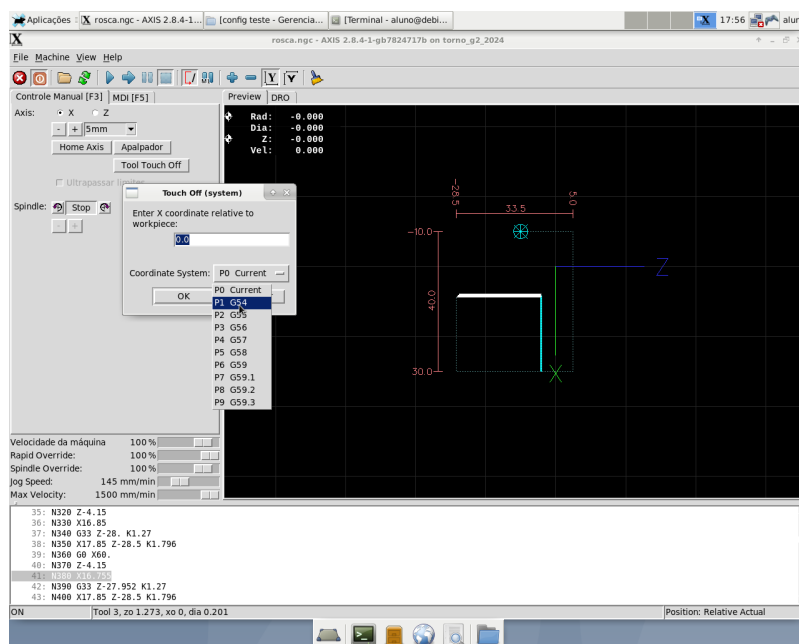 Aplicações
rosca.ngc - AXIS 2.8.4-1...
[config teste - Gerencia...
[Terminal - aluno@debi...
17:56
alur
rosca.ngc - AXIS 2.8.4-1-gb7824717b on torno_g2_2024
File Machine View Help
Controle Manual [F3]
MDI [F5]
Preview
DRO
Axis:
X
Z
- + 5mm
Home Axis
Apalpador
Tool Touch Off
Ultrapassar limites
Spindle:
Stop
- +
Rad: -0.000
Dia: -0.000
Z: -0.000
Vel: 0.000
Touch Off (system)
Enter X coordinate relative to
workpiece:
0.0
Coordinate System:
P0 Current
OK
P0 Current
P1 G54
P2 G55
P3 G56
P4 G57
P5 G58
P6 G59
P7 G59.1
P8 G59.2
P9 G59.3
-28.5
33.5
5.0
-10.0
40.0
30.0
Z
X
Velocidade da máquina 100 %
Rapid Override: 100 %
Spindle Override: 100 %
Jog Speed: 145 mm/min
Max Velocity: 1500 mm/min
35: N320 Z-4.15
36: N330 X16.85
37: N340 G33 Z-28. K1.27
38: N350 X17.85 Z-28.5 K1.796
39: N360 G0 X60.
40: N370 Z-4.15
41: N380 X16.755
42: N390 G33 Z-27.952 K1.27
43: N400 X17.85 Z-28.5 K1.796
ON
Tool 3, zo 1.273, xo 0, dia 0.201
Position: Relative Actual